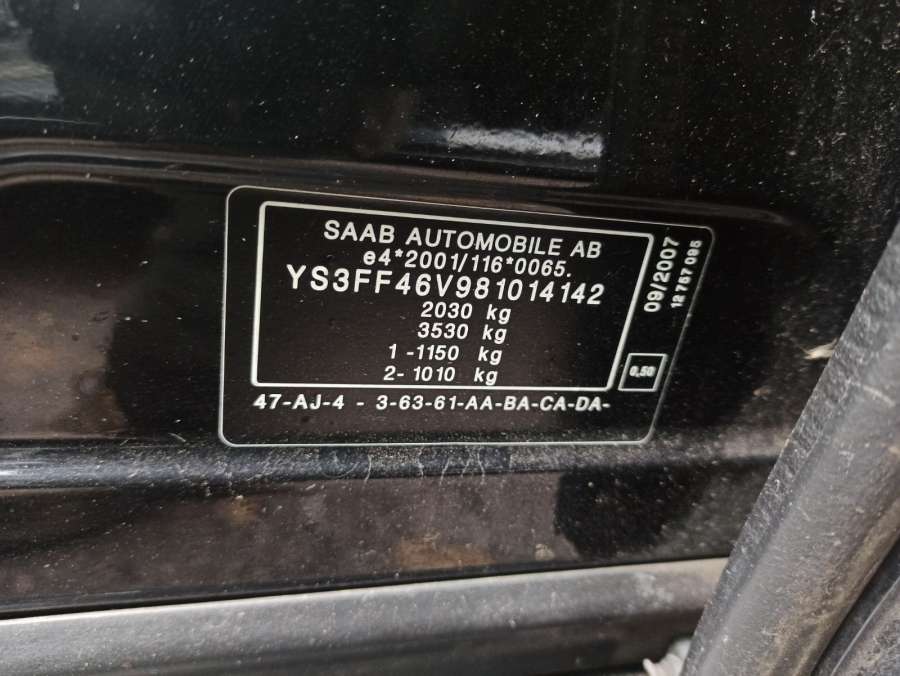 SAAB AUTOMOBILE AB
e4*2001/116*0065.
YS3FF46V981014142
2030 kg
3530 kg
1 -1150 kg
2- 1010 kg
47-AJ-4 - 3-63-61-AA-BA-CA-DA-
09/2007
12 767 095
0,50